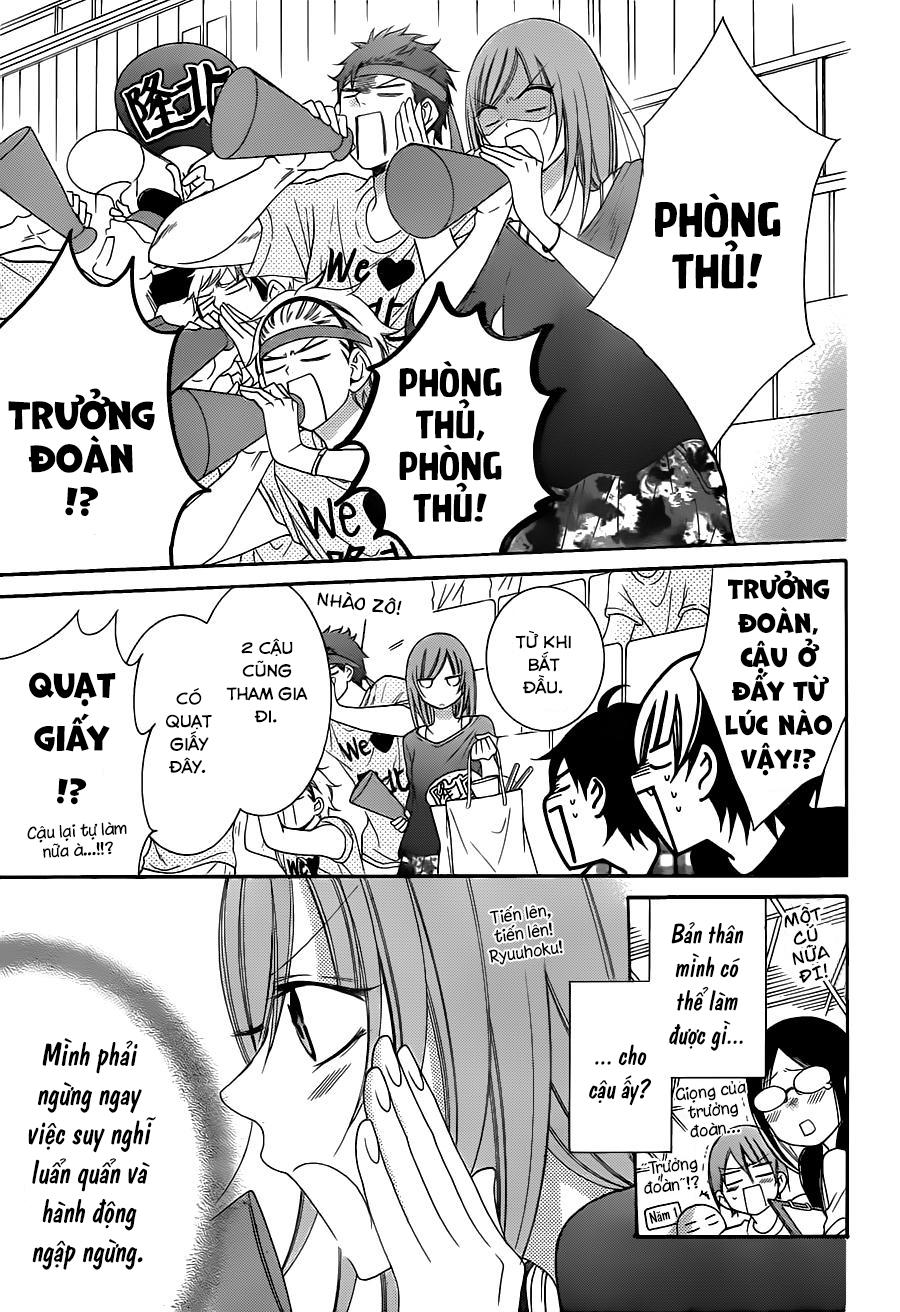 隆北
PHÒNG
THỦ!
We
We
PHÒNG
THỦ,
PHÒNG
THỦ!
TRƯỞNG
ĐOÀN
!?
TRƯỞNG
ĐOÀN,
CẬU Ở
ĐẤY TỪ
LÚC NÀO
VẬY!?
TỪ KHI
BẮT
ĐẦU.
NHÀO ZÔ!
2 CẬU
CŨNG
THAM GIA
ĐI.
CÓ
QUẠT
GIẤY
ĐÂY.
We
We
QUẠT
GIẤY
!?
Cậu lại tự làm
nữa à...!!?
MỘT
CÚ
NỮA
ĐI!
Bản thân
mình có
thể làm
được gì...
... cho
cậu ấy?
Giọng của
trưởng
đoàn...
"Trưởng
đoàn"!?
Năm 1
Tiến lên,
tiến lên!
Ryuuhoku!
Mình phải
ngừng ngay
việc suy nghĩ
luẩn quẩn và
hành động
ngập ngừng.